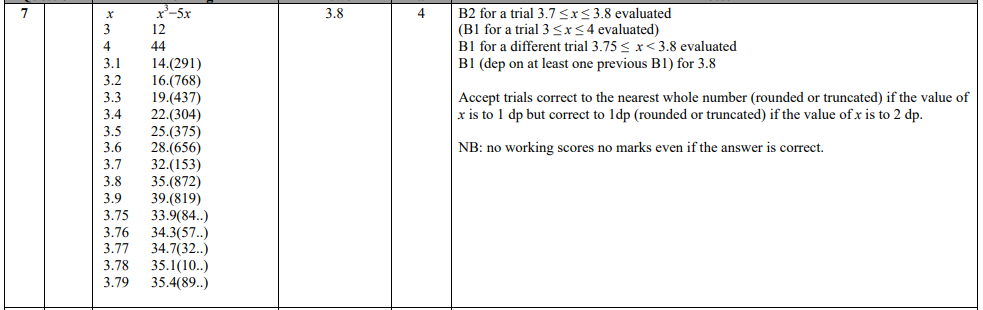 7 x x³–5x 3.8 4 B2 for a trial 3.7 ≤ x ≤ 3.8 evaluated
3 12 (B1 for a trial 3 ≤ x ≤ 4 evaluated)
4 44 B1 for a different trial 3.75 ≤ x < 3.8 evaluated
3.1 14.(291) B1 (dep on at least one previous B1) for 3.8
3.2 16.(768)
3.3 19.(437) Accept trials correct to the nearest whole number (rounded or truncated) if the value of
3.4 22.(304) x is to 1 dp but correct to 1dp (rounded or truncated) if the value of x is to 2 dp.
3.5 25.(375)
3.6 28.(656) NB: no working scores no marks even if the answer is correct.
3.7 32.(153)
3.8 35.(872)
3.9 39.(819)
3.75 33.9(84..)
3.76 34.3(57..)
3.77 34.7(32..)
3.78 35.1(10..)
3.79 35.4(89..)